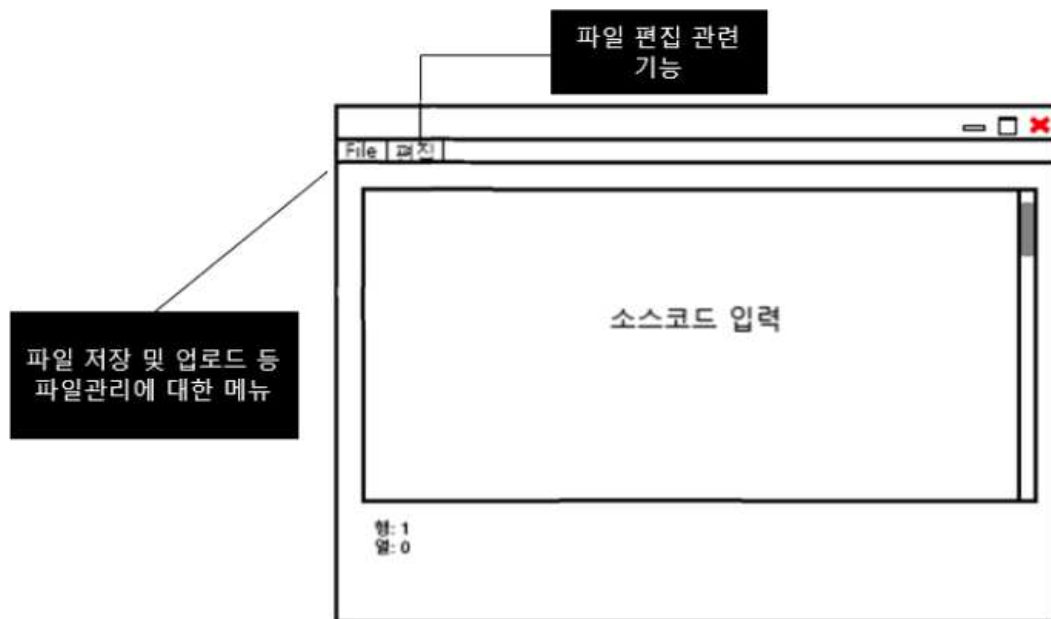 파일 편집 관련
기능
File 편집
소스코드 입력
파일 저장 및 업로드 등
파일관리에 대한 메뉴
행: 1
열: 0